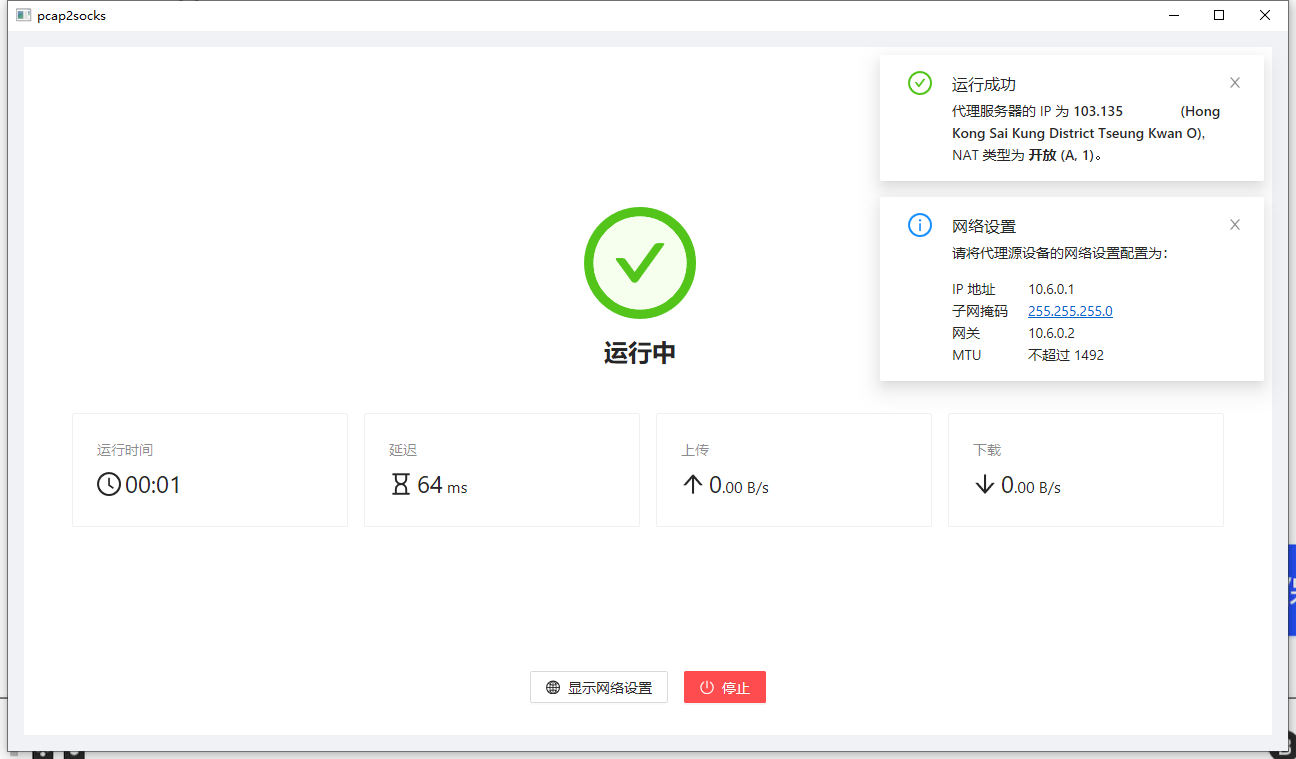 pcap2socks
运行成功
代理服务器的 IP 为 103.135 (Hong
Kong Sai Kung District Tseung Kwan O),
NAT 类型为 开放 (A, 1)。
网络设置
请将代理源设备的网络设置配置为:
IP 地址 10.6.0.1
子网掩码 255.255.255.0
网关 10.6.0.2
MTU 不超过 1492
运行中
运行时间
00:01
延迟
64 ms
上传
0.00 B/s
下载
0.00 B/s
显示网络设置
停止